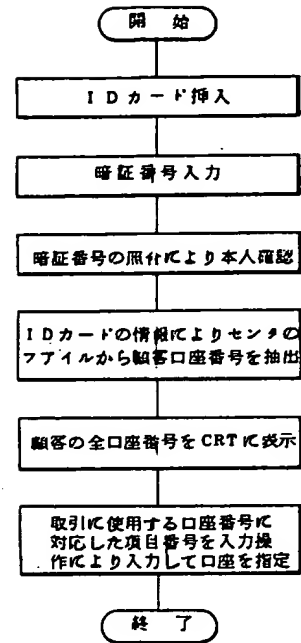 開 始
IDカード挿入
暗証番号入力
暗証番号の照合により本人確認
IDカードの情報によりセンタの
フアイルから顧客口座番号を抽出
顧客の全口座番号をCRTに表示
取引に使用する口座番号に
対応した項目番号を入力操
作により入力して口座を指定
終 了